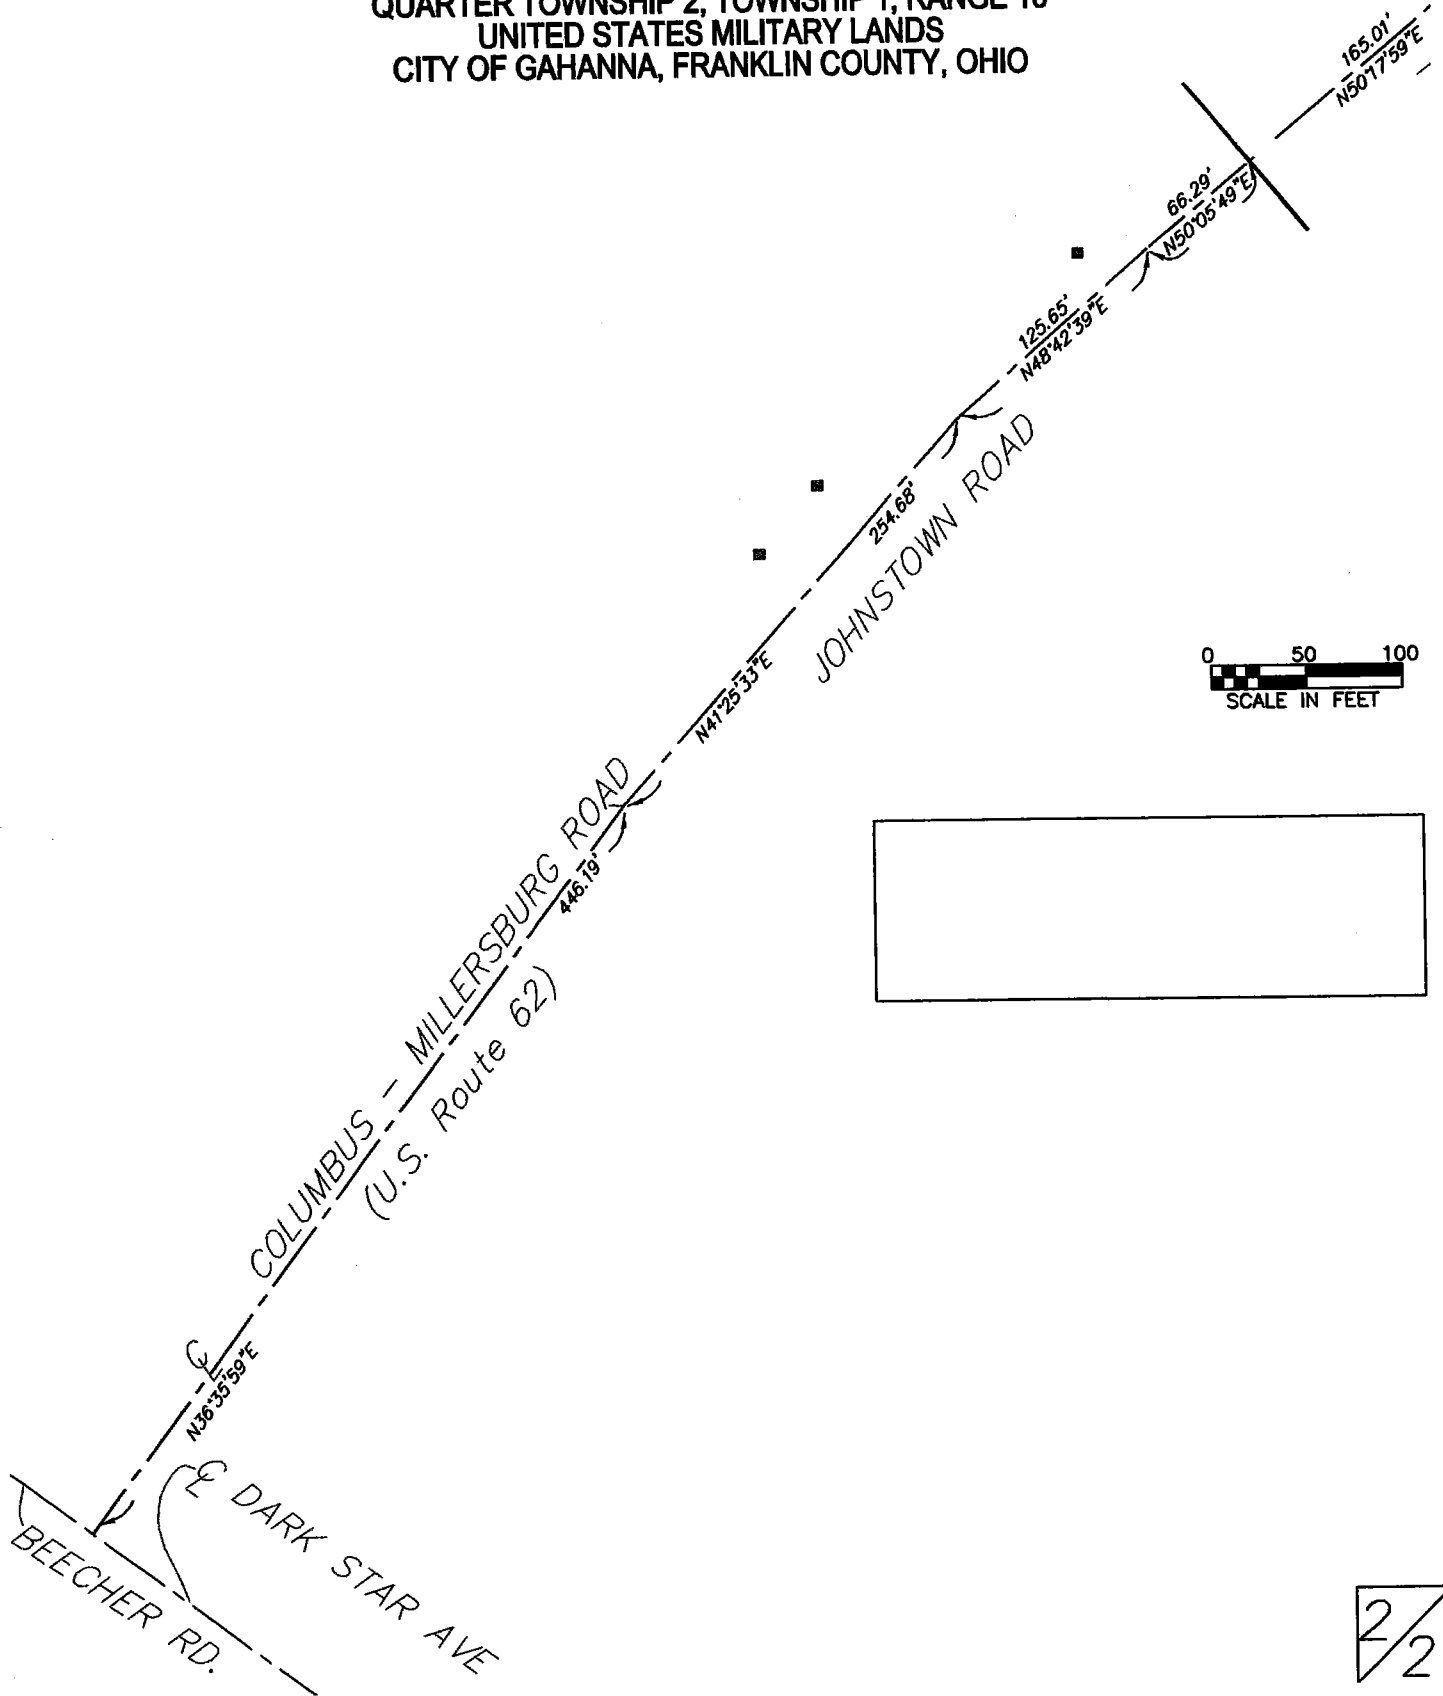 QUARTER TOWNSHIP 2, TOWNSHIP 1, RANGE 16
UNITED STATES MILITARY LANDS
CITY OF GAHANNA, FRANKLIN COUNTY, OHIO
165.01'
N50°17'59"E
66.29'
N50°05'49"E
125.65'
N48°42'39"E
254.68'
JOHNSTOWN ROAD
N41°25'33"E
0 50 100
SCALE IN FEET
446.19'
COLUMBUS - MILLERSBURG ROAD
(U.S. Route 62)
N36°35'59"E
DARK STAR AVE
BEECHER RD.
2/2